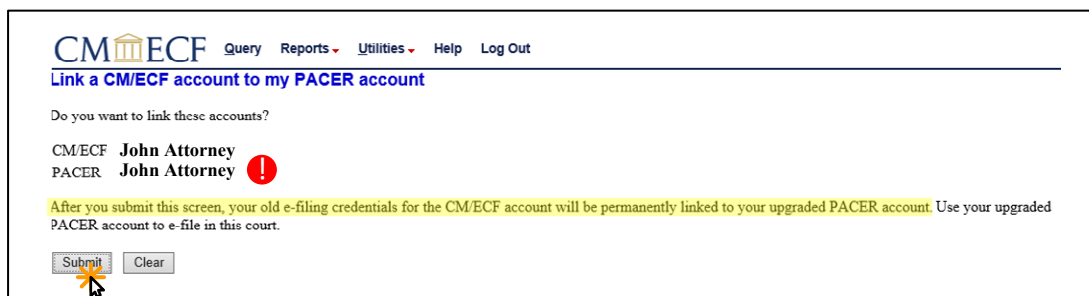 CM ECF Query Reports Utilities Help Log Out
Link a CM/ECF account to my PACER account
Do you want to link these accounts?
CM/ECF John Attorney
PACER John Attorney !
After you submit this screen, your old e-filing credentials for the CM/ECF account will be permanently linked to your upgraded PACER account. Use your upgraded
PACER account to e-file in this court.
Submit Clear